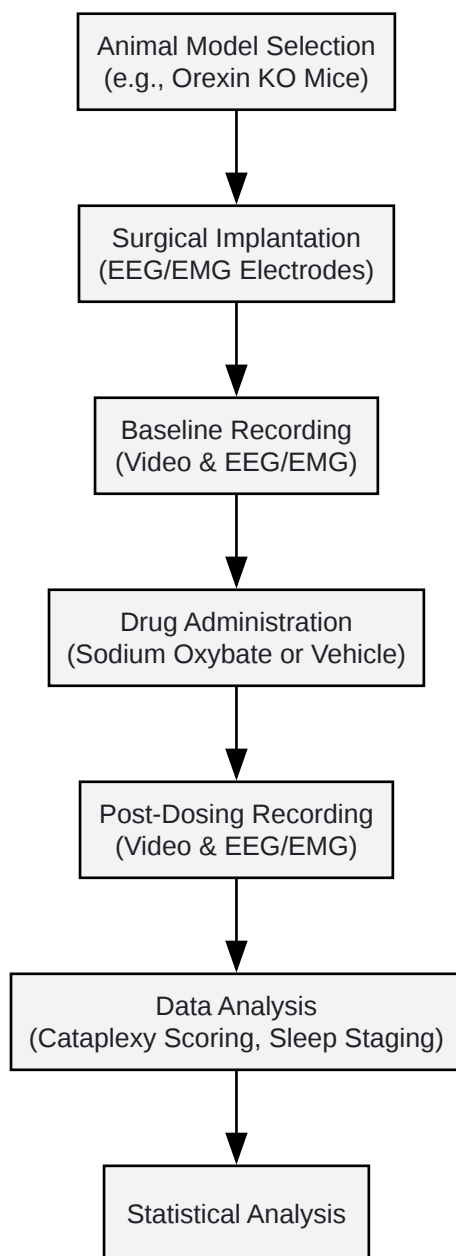 Animal Model Selection
(e.g., Orexin KO Mice)
Surgical Implantation
(EEG/EMG Electrodes)
Baseline Recording
(Video & EEG/EMG)
Drug Administration
(Sodium Oxybate or Vehicle)
Post-Dosing Recording
(Video & EEG/EMG)
Data Analysis
(Cataplexy Scoring, Sleep Staging)
Statistical Analysis